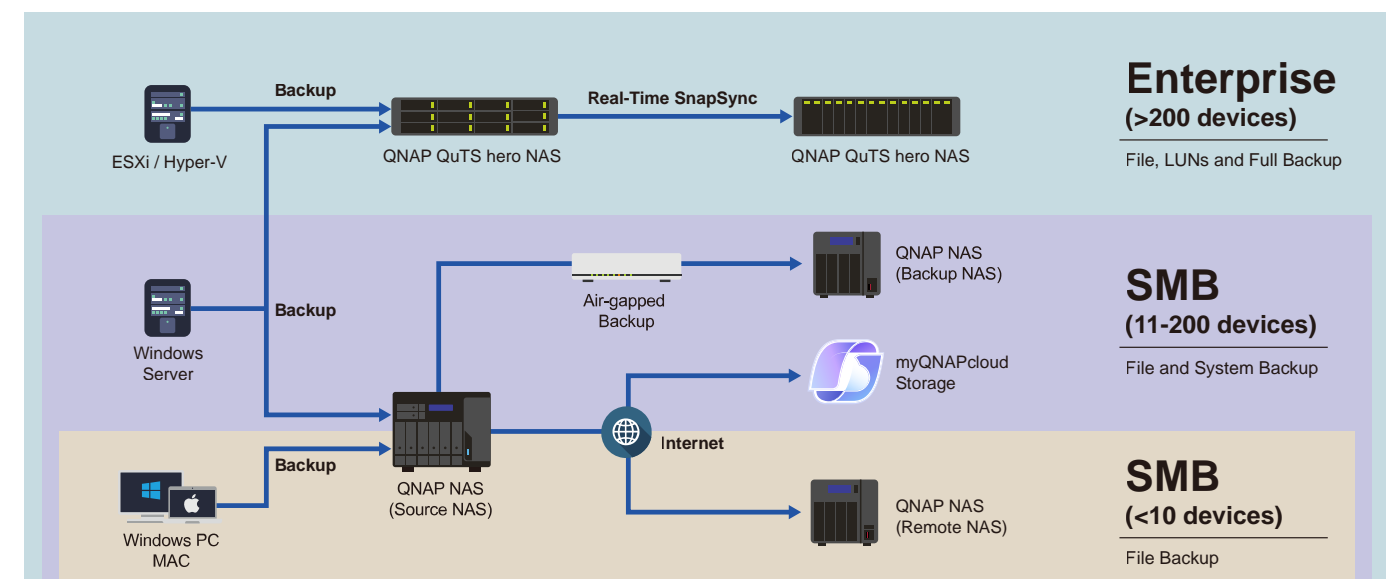 Backup
Real-Time SnapSync
ESXi / Hyper-V
QNAP QuTS hero NAS
QNAP QuTS hero NAS
Enterprise
(>200 devices)
File, LUNs and Full Backup
Windows
Server
Backup
Air-gapped
Backup
QNAP NAS
(Backup NAS)
myQNAPcloud
Storage
SMB
(11-200 devices)
File and System Backup
Windows PC
MAC
Backup
QNAP NAS
(Source NAS)
Internet
QNAP NAS
(Remote NAS)
SMB
(<10 devices)
File Backup